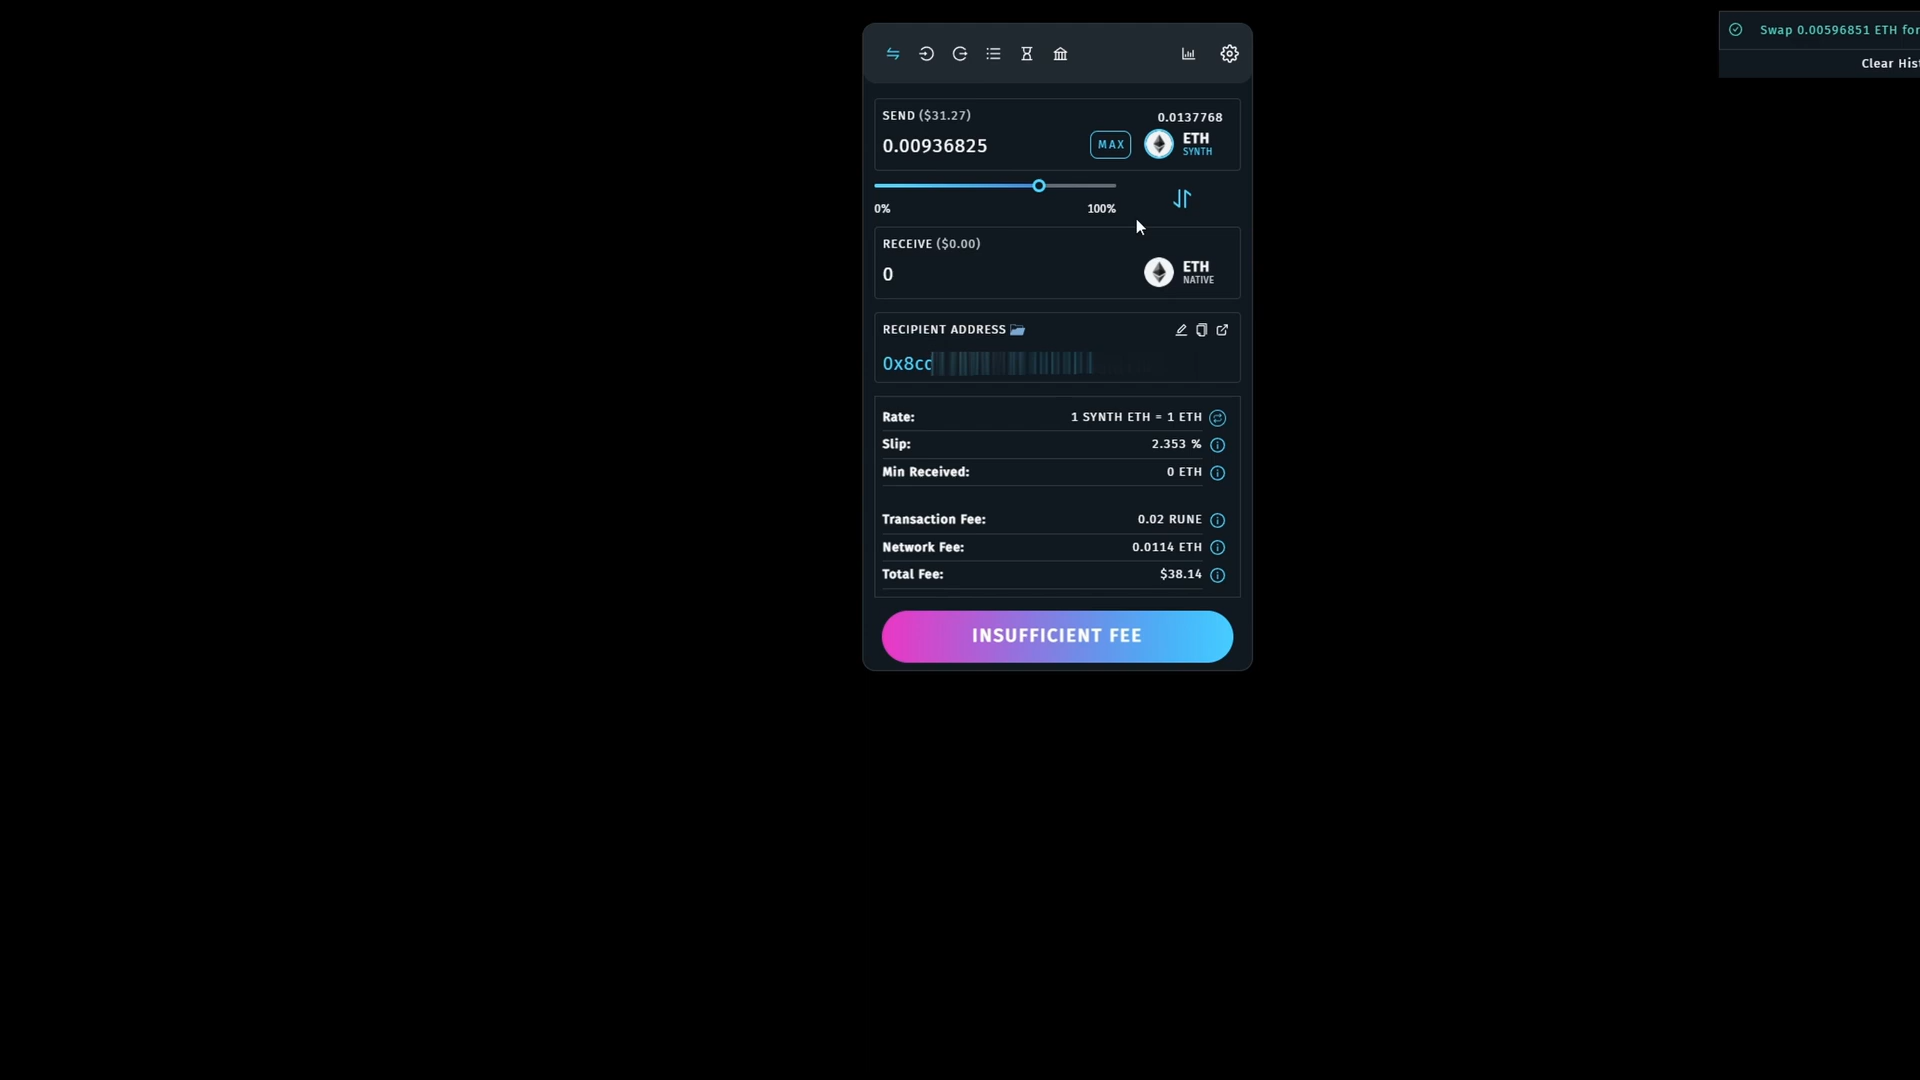 Swap 0.00596851 ETH for
Clear Hist
SEND ($31.27)
0.0137768
0.00936825
MAX
ETH
SYNTH
0%
100%
RECEIVE ($0.00)
0
ETH
NATIVE
RECIPIENT ADDRESS
0x8cc
Rate:
1 SYNTH ETH = 1 ETH
Slip:
2.353 %
Min Received:
0 ETH
Transaction Fee:
0.02 RUNE
Network Fee:
0.0114 ETH
Total Fee:
$38.14
INSUFFICIENT FEE